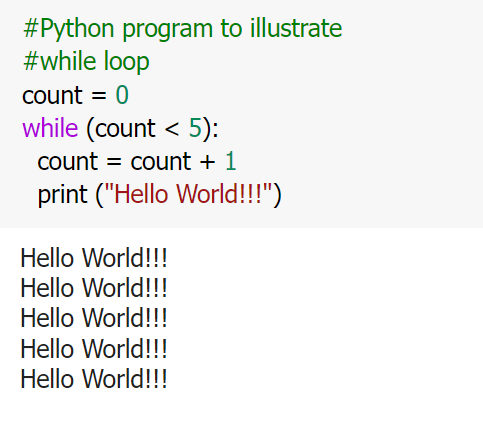 #Python program to illustrate
#while loop
count = 0
while (count < 5):
  count = count + 1
  print ("Hello World!!!")
Hello World!!!
Hello World!!!
Hello World!!!
Hello World!!!
Hello World!!!